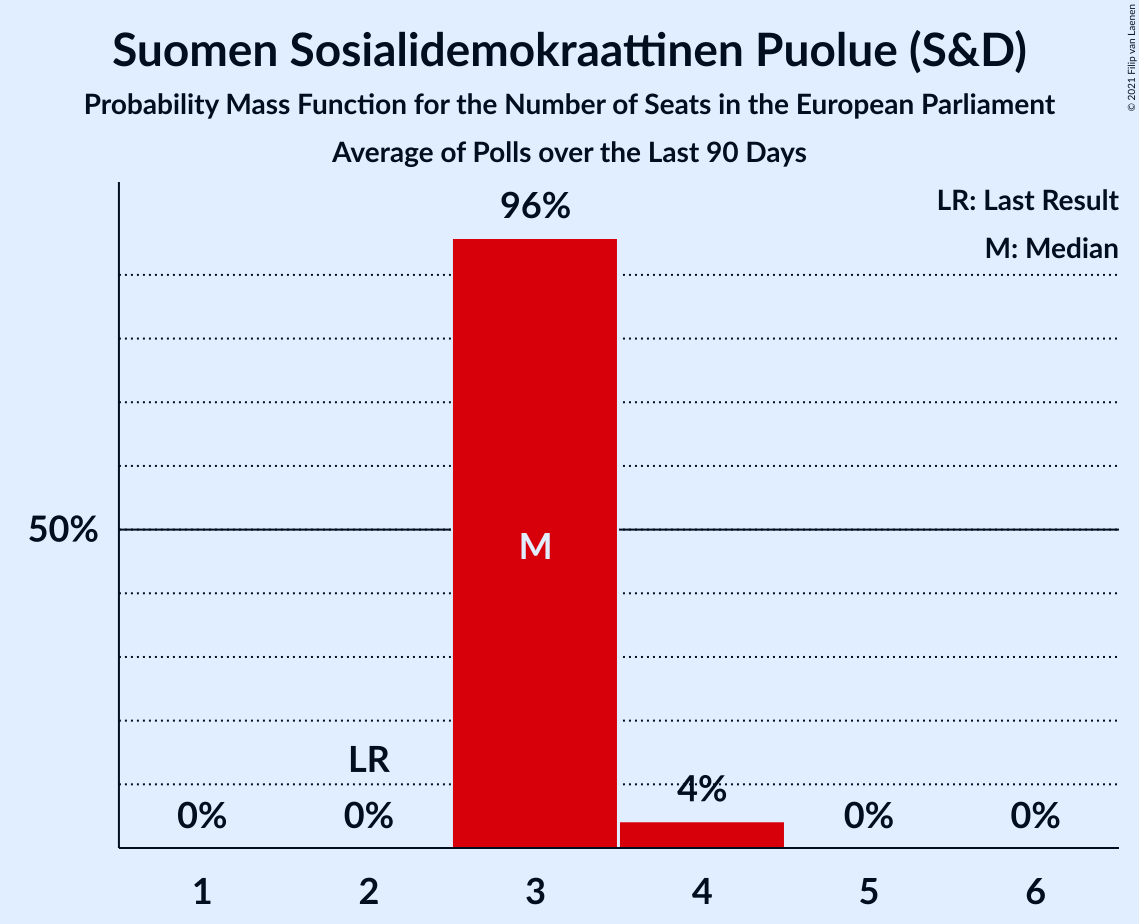 Suomen Sosialidemokraattinen Puolue (S&D)
Probability Mass Function for the Number of Seats in the European Parliament
Average of Polls over the Last 90 Days
© 2021 Filip van Laenen
LR: Last Result
M: Median
96%
50%
M
LR
0%
0%
4%
0%
0%
1
2
3
4
5
6